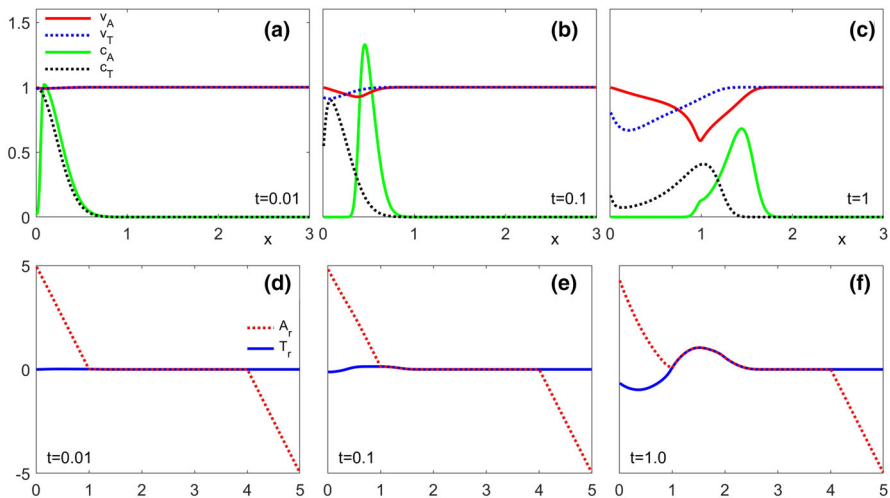 1.5
1
0.5
0
v_A
v_T
c_A
c_T
(a)
t=0.01
0 1 2 3
x
(b)
t=0.1
0 1 2 3
x
(c)
t=1
0 1 2 3
x
5
0
-5
(d)
A_r
T_r
t=0.01
0 1 2 3 4 5
(e)
t=0.1
0 1 2 3 4 5
(f)
t=1.0
0 1 2 3 4 5